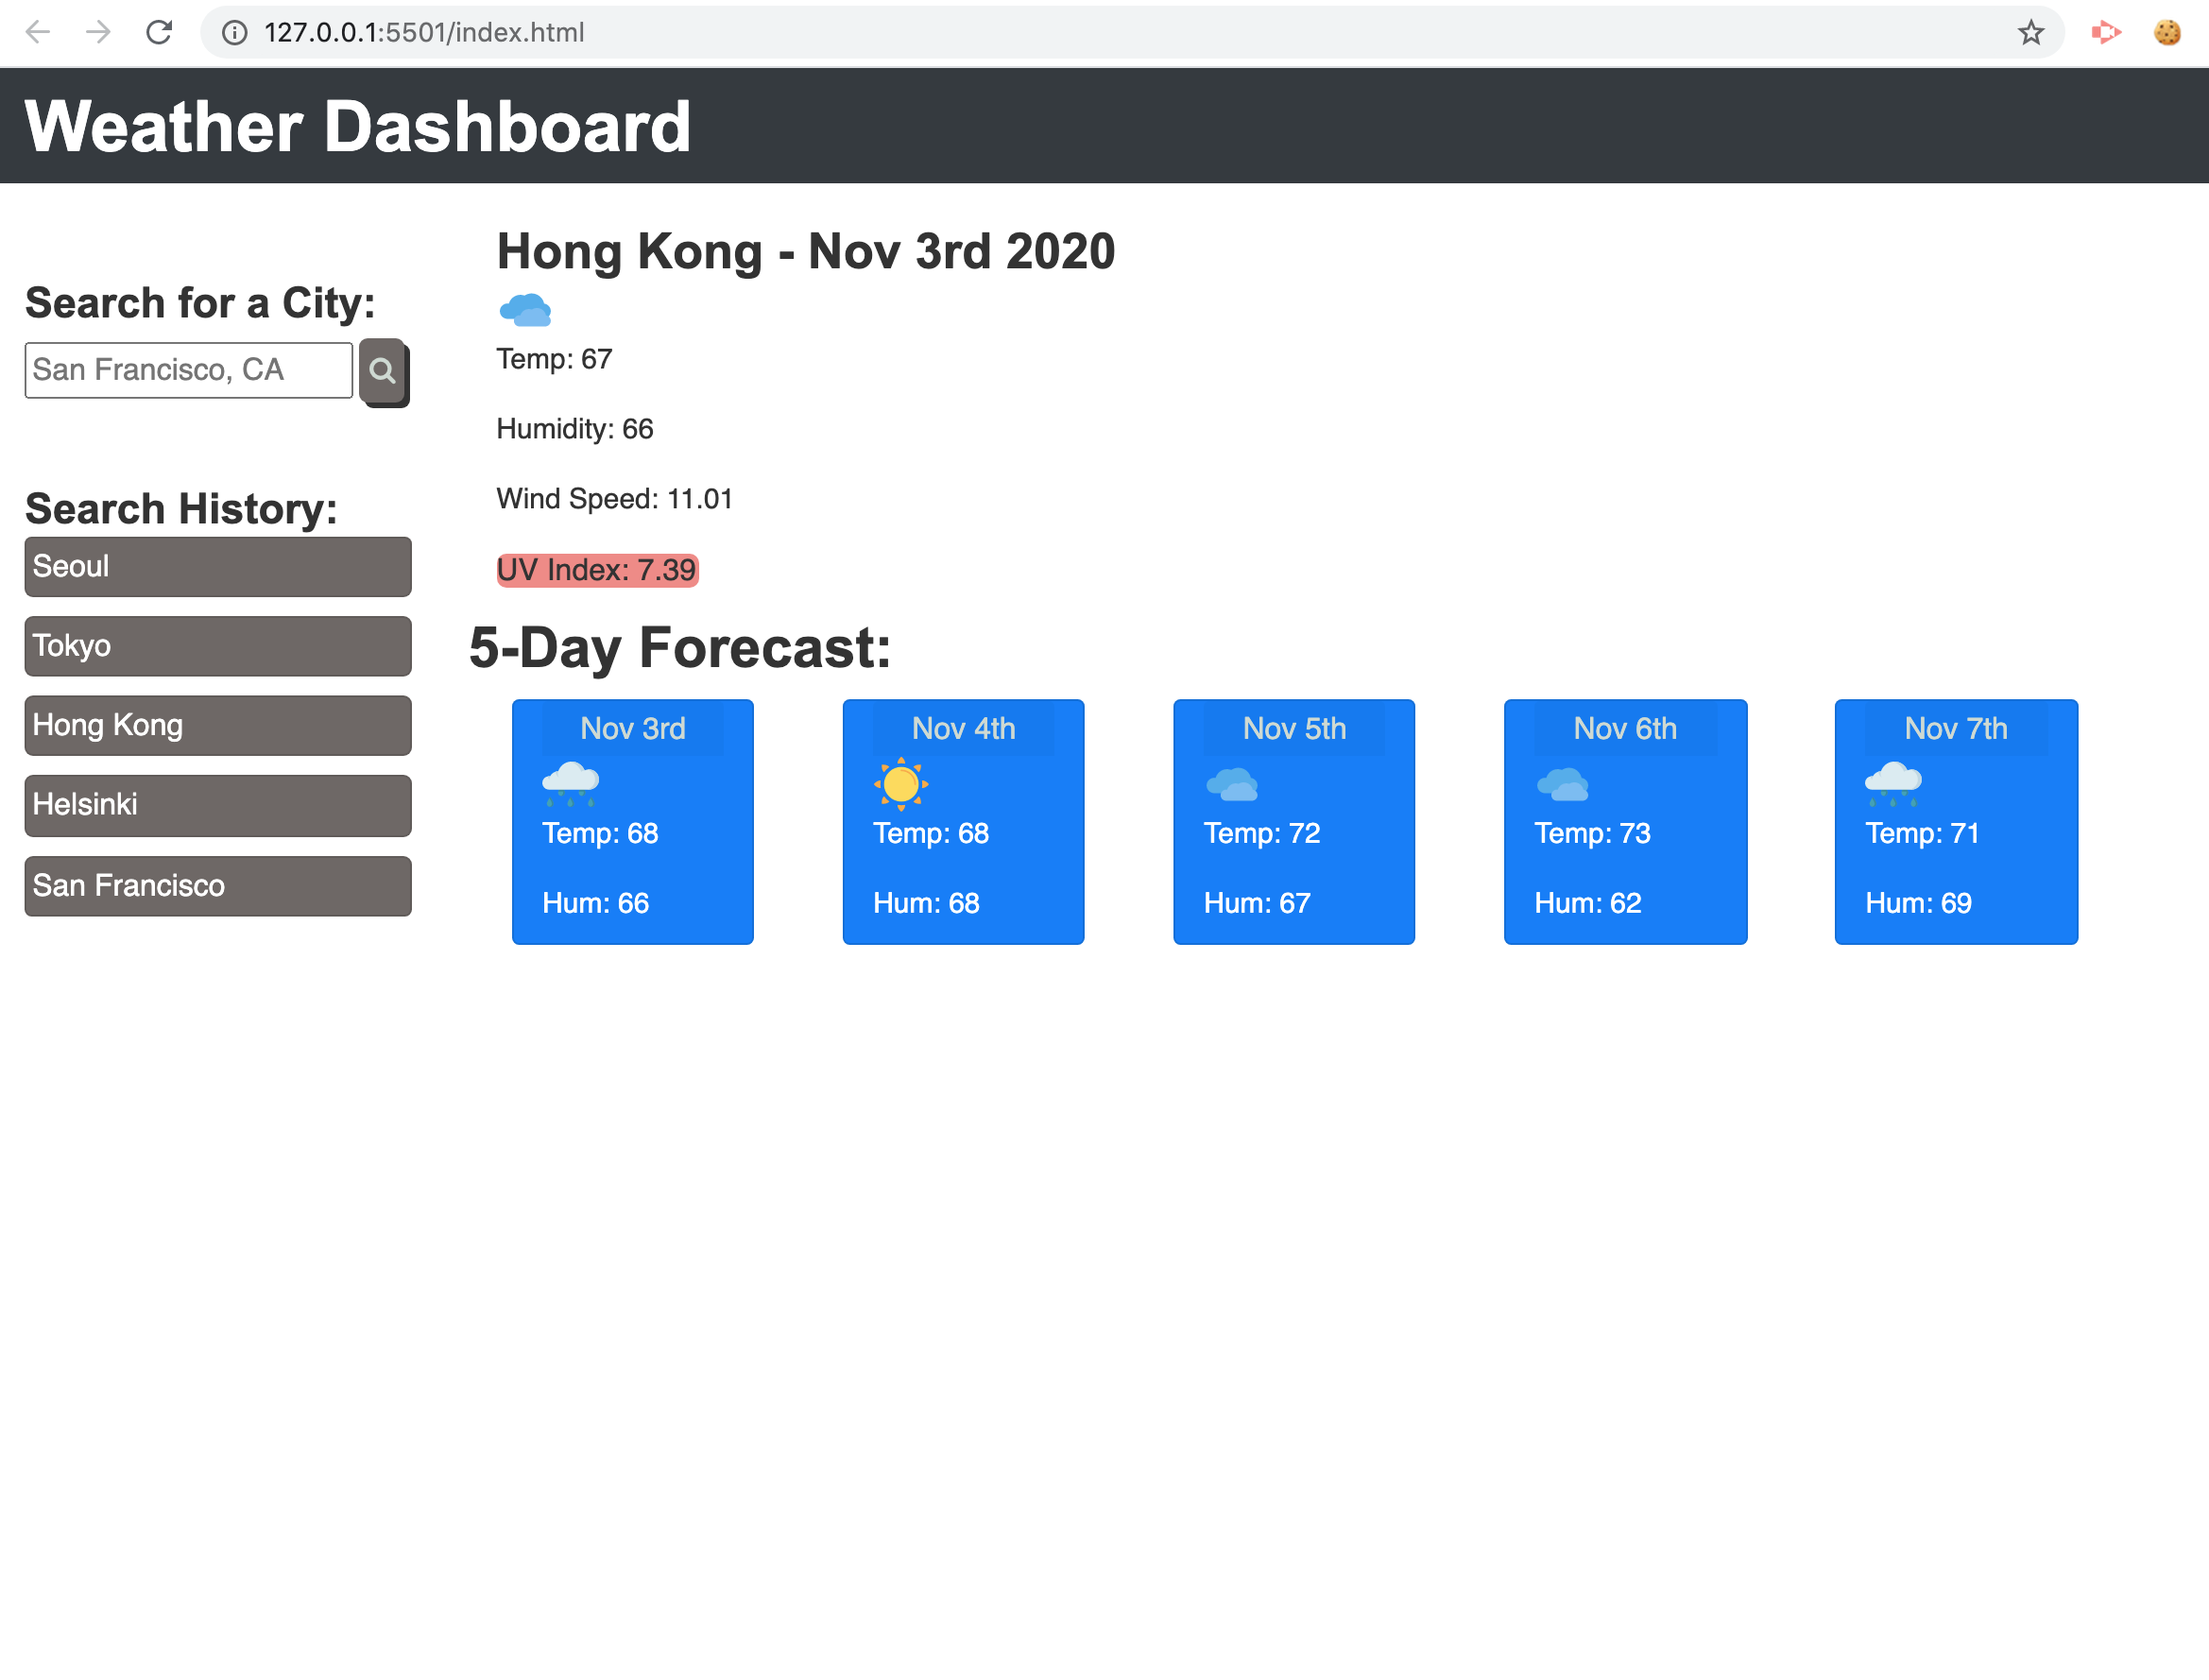 127.0.0.1:5501/index.html
Weather Dashboard
Search for a City:
San Francisco, CA
Search History:
Seoul
Tokyo
Hong Kong
Helsinki
San Francisco
Hong Kong - Nov 3rd 2020
Temp: 67
Humidity: 66
Wind Speed: 11.01
UV Index: 7.39
5-Day Forecast:
Nov 3rd
Temp: 68
Hum: 66
Nov 4th
Temp: 68
Hum: 68
Nov 5th
Temp: 72
Hum: 67
Nov 6th
Temp: 73
Hum: 62
Nov 7th
Temp: 71
Hum: 69